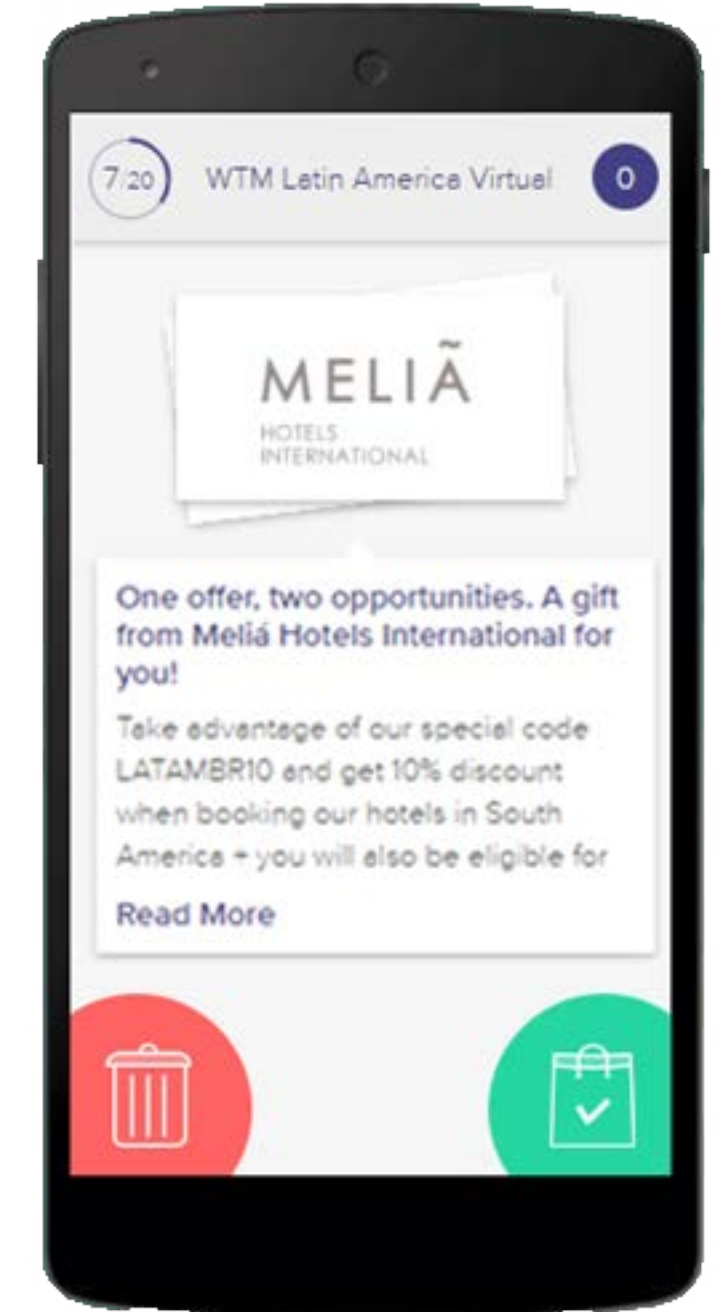 7/20 WTM Latin America Virtual 0
MELIÃ
HOTELS
INTERNATIONAL
One offer, two opportunities. A gift
from Meliá Hotels International for
you!
Take advantage of our special code
LATAMBR10 and get 10% discount
when booking our hotels in South
America + you will also be eligible for
Read More